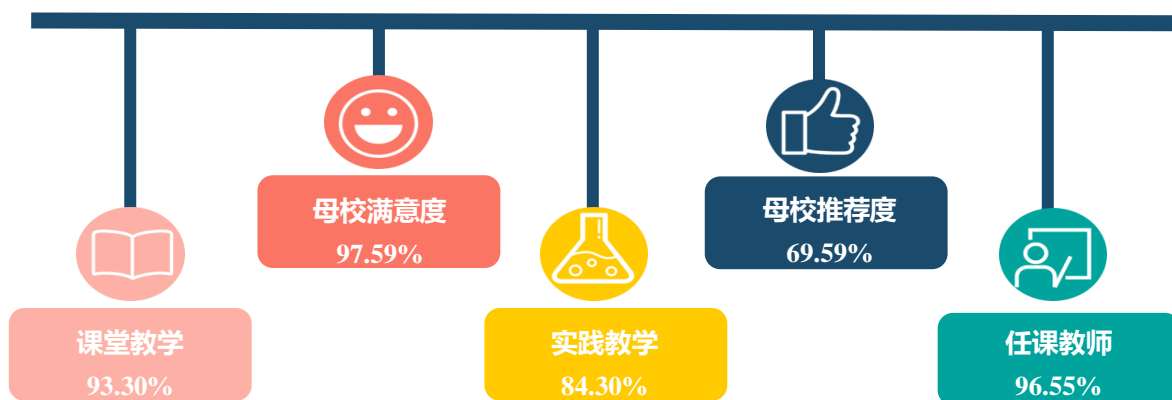 母校满意度
97.59%
母校推荐度
69.59%
课堂教学
93.30%
实践教学
84.30%
任课教师
96.55%